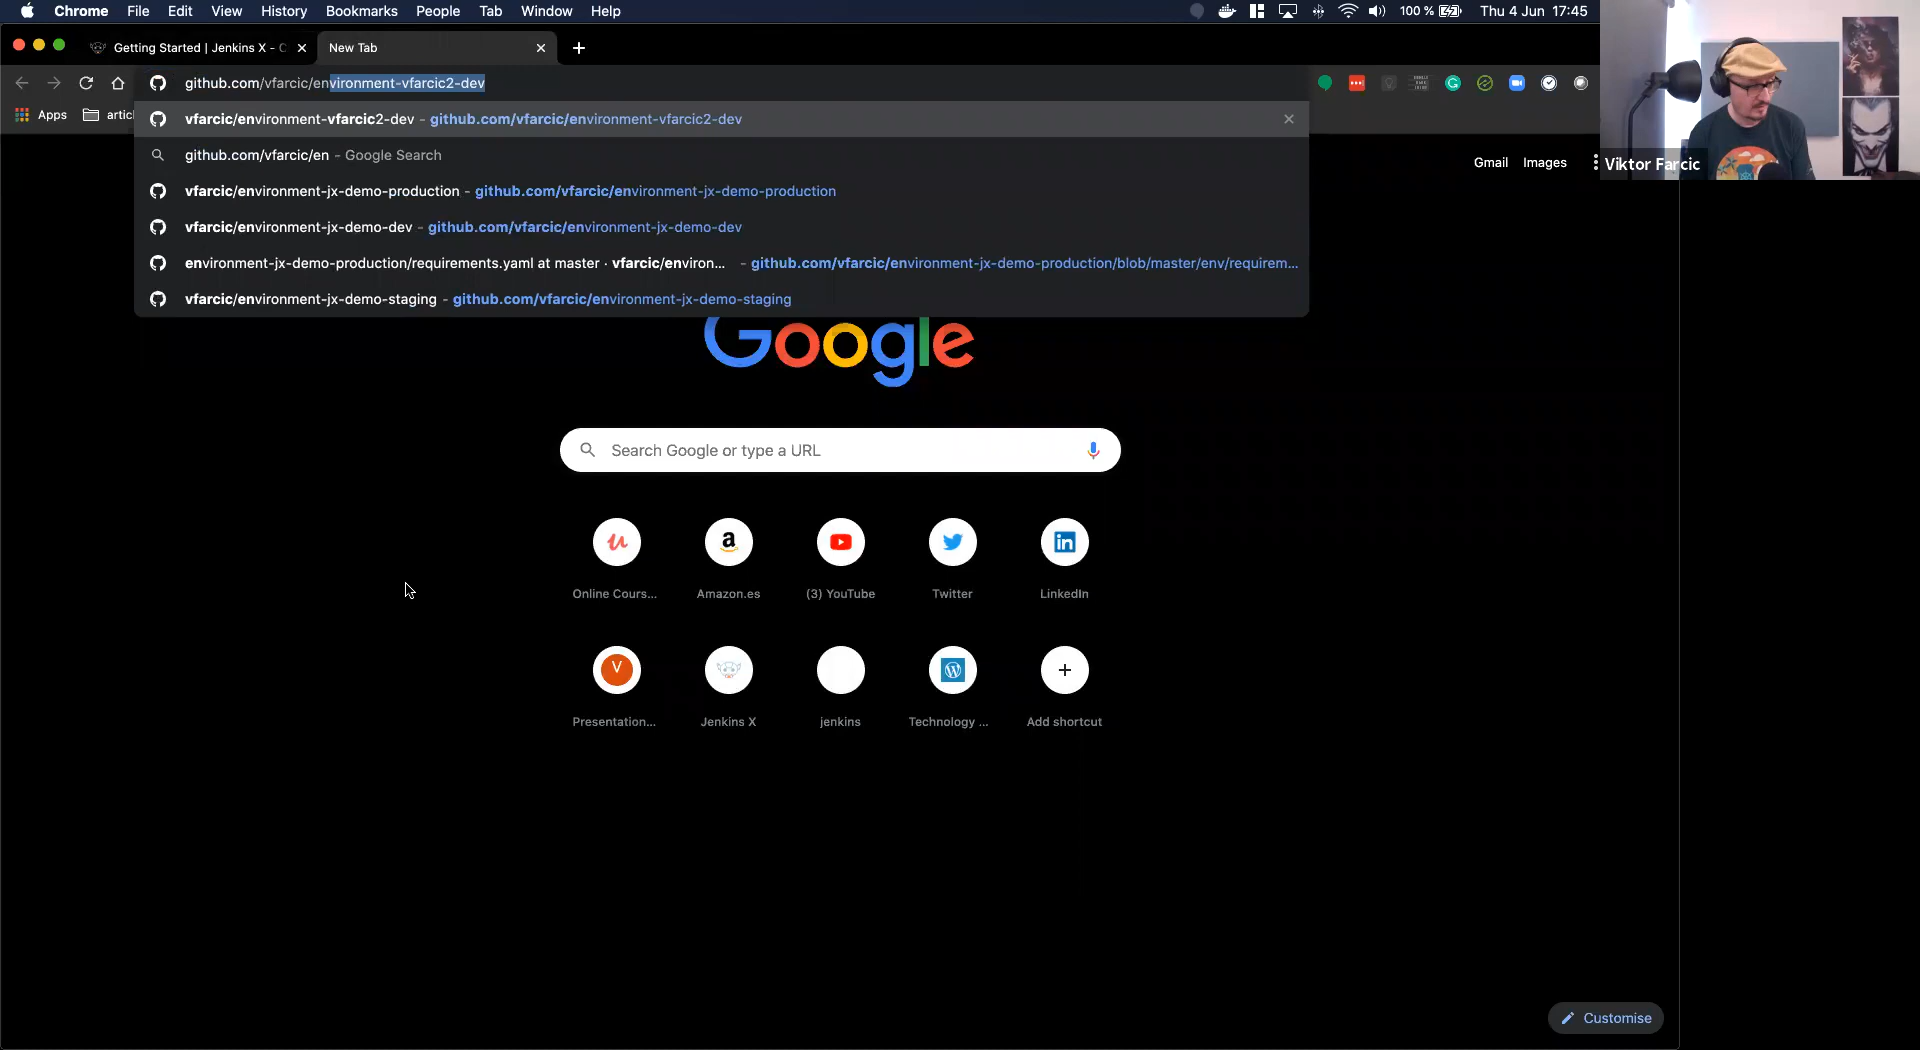 Chrome File Edit View History Bookmarks People Tab Window Help
100 % Thu 4 Jun 17:45
Getting Started | Jenkins X - C
New Tab
github.com/vfarcic/environment-vfarcic2-dev
Apps
artic
vfarcic/environment-vfarcic2-dev - github.com/vfarcic/environment-vfarcic2-dev
github.com/vfarcic/en - Google Search
vfarcic/environment-jx-demo-production - github.com/vfarcic/environment-jx-demo-production
vfarcic/environment-jx-demo-dev - github.com/vfarcic/environment-jx-demo-dev
environment-jx-demo-production/requirements.yaml at master · vfarcic/environ... - github.com/vfarcic/environment-jx-demo-production/blob/master/env/requirem...
vfarcic/environment-jx-demo-staging - github.com/vfarcic/environment-jx-demo-staging
Gmail Images
Viktor Farcic
Google
Search Google or type a URL
Online Cours... Amazon.es (3) YouTube Twitter LinkedIn
V
Presentation... Jenkins X jenkins Technology ... Add shortcut
Customise